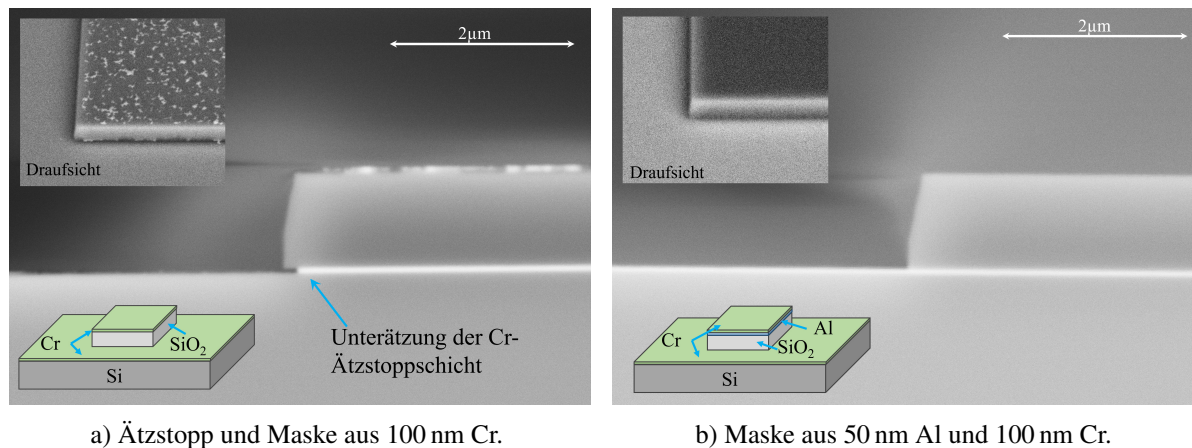 2µm
Draufsicht
Unterätzung der Cr-
Ätzstoppschicht
Cr
SiO2
Si
a) Ätzstopp und Maske aus 100 nm Cr.
2µm
Draufsicht
Al
Cr
SiO2
Si
b) Maske aus 50 nm Al und 100 nm Cr.